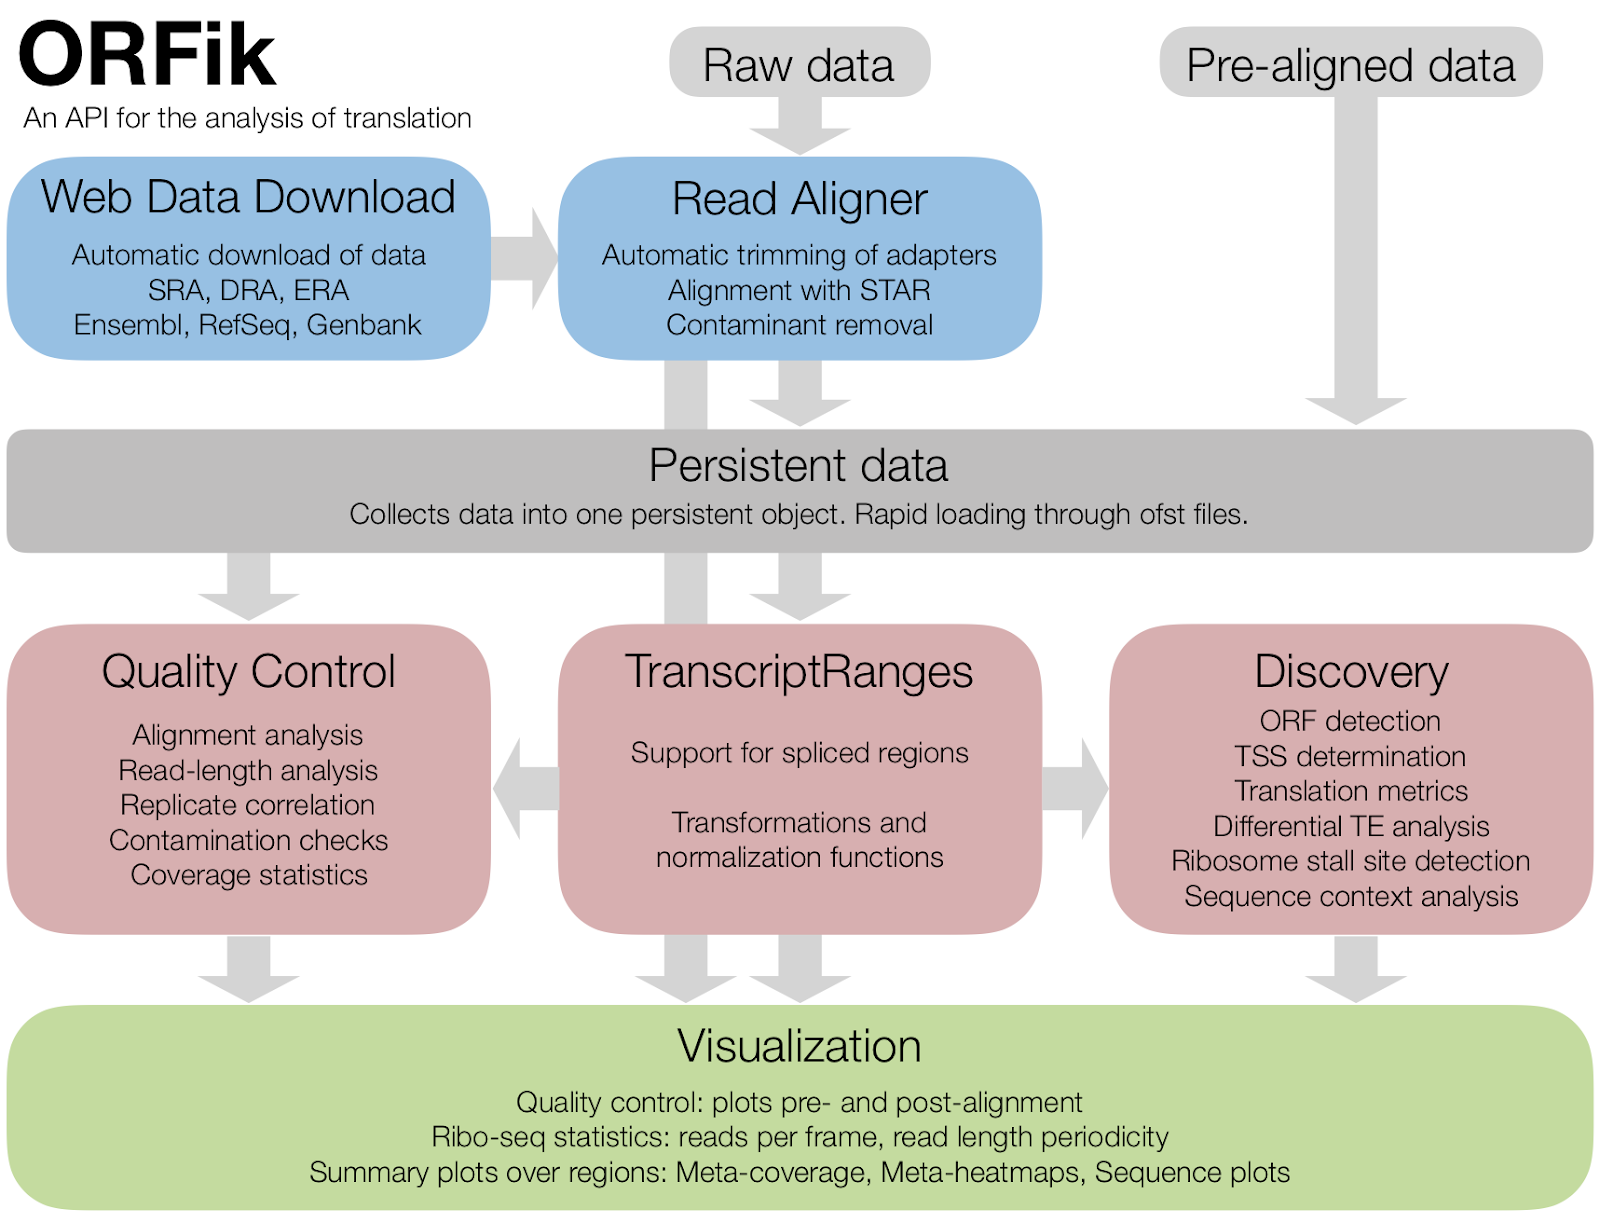 ORFik
An API for the analysis of translation
Raw data
Pre-aligned data
Web Data Download
Automatic download of data
SRA, DRA, ERA
Ensembl, RefSeq, Genbank
Read Aligner
Automatic trimming of adapters
Alignment with STAR
Contaminant removal
Persistent data
Collects data into one persistent object. Rapid loading through ofst files.
Quality Control
Alignment analysis
Read-length analysis
Replicate correlation
Contamination checks
Coverage statistics
TranscriptRanges
Support for spliced regions
Transformations and
normalization functions
Discovery
ORF detection
TSS determination
Translation metrics
Differential TE analysis
Ribosome stall site detection
Sequence context analysis
Visualization
Quality control: plots pre- and post-alignment
Ribo-seq statistics: reads per frame, read length periodicity
Summary plots over regions: Meta-coverage, Meta-heatmaps, Sequence plots